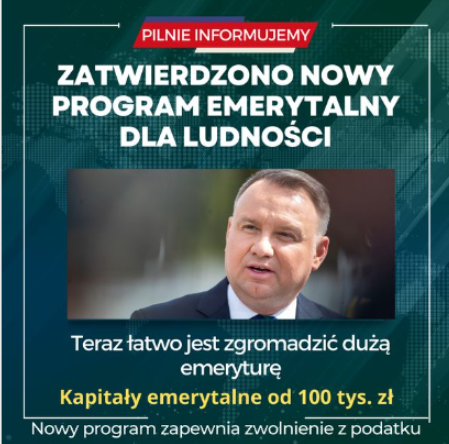 PILNIE INFORMUJEMY
ZATWIERDZONO NOWY
PROGRAM EMERYTALNY
DLA LUDNOŚCI
Teraz łatwo jest zgromadzić dużą
emeryturę
Kapitały emerytalne od 100 tys. zł
Nowy program zapewnia zwolnienie z podatku